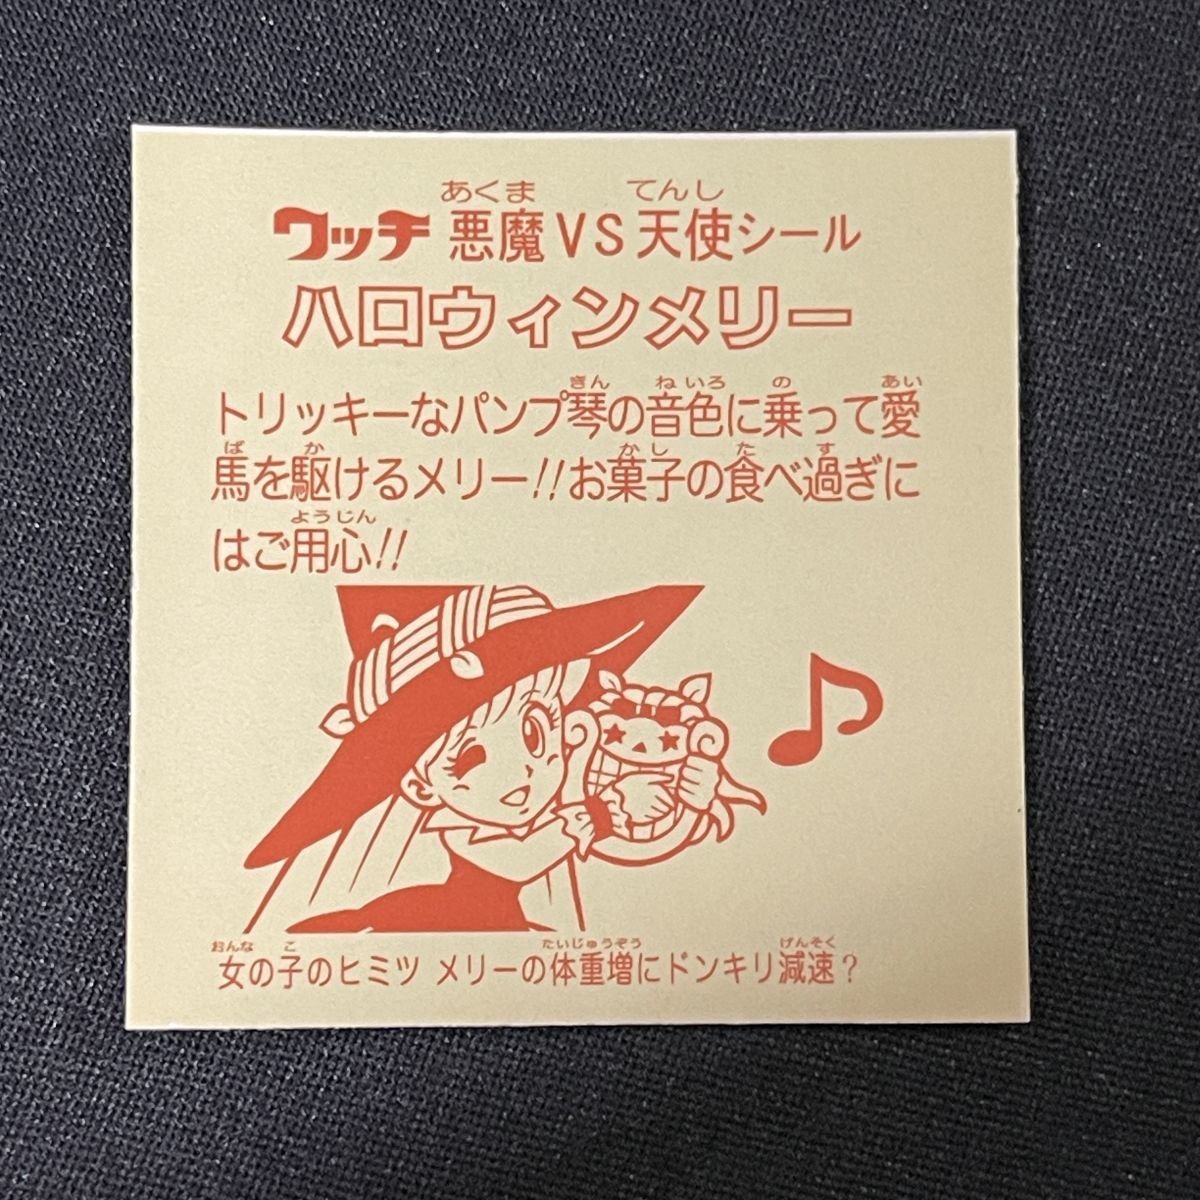 あくま てんし
ワッチ 悪魔VS天使シール
ハロウィンメリー
きん ねいろ の あい
トリッキーなパンプ琴の音色に乗って愛
ば か かし た す
馬を駆けるメリー!!お菓子の食べ過ぎに
ようじん
はご用心!!
おんな こ たいじゅうぞう げんそく
女の子のヒミツ メリーの体重増にドンキリ減速？